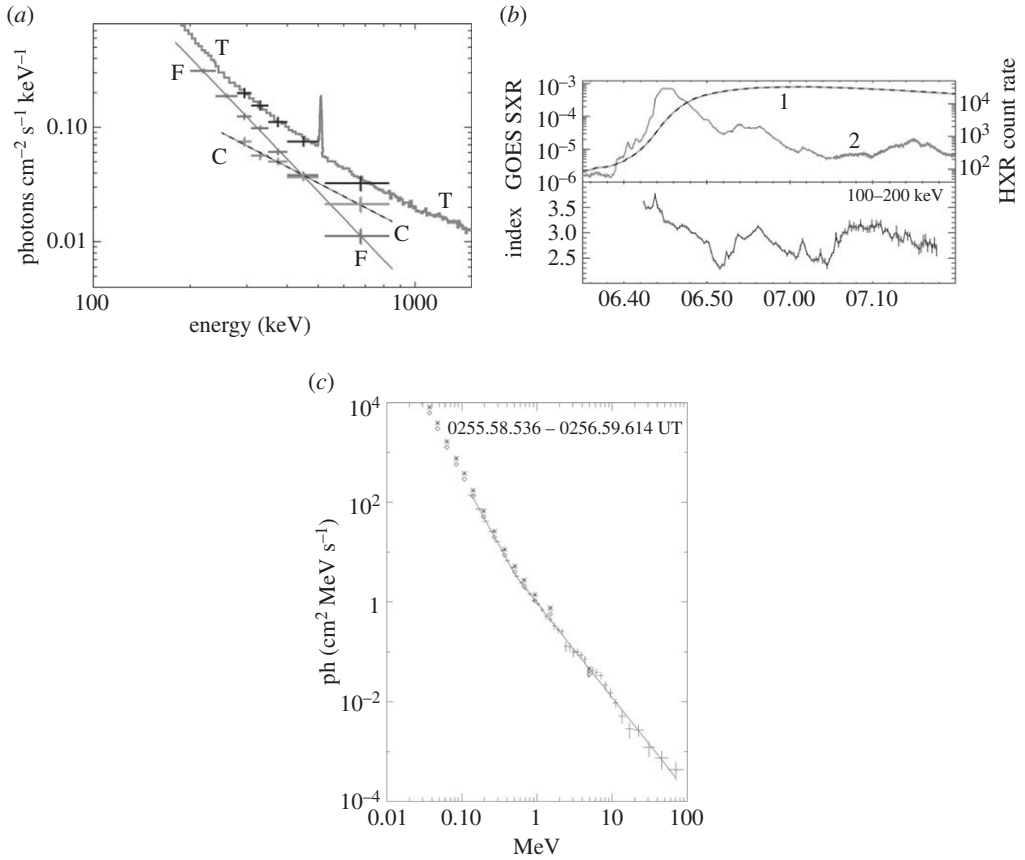 (a)
photons cm−2 s−1 keV−1
0.10
0.01
T
F
C
T
C
F
100
1000
energy (keV)
(b)
GOES SXR
10−3
10−4
10−5
10−6
1
2
104
103
102
HXR count rate
index
3.5
3.0
2.5
100–200 keV
06.40
06.50
07.00
07.10
(c)
ph (cm2 MeV s−1)
104
102
1
10−2
10−4
0255.58.536 – 0256.59.614 UT
0.01
0.10
1
10
100
MeV